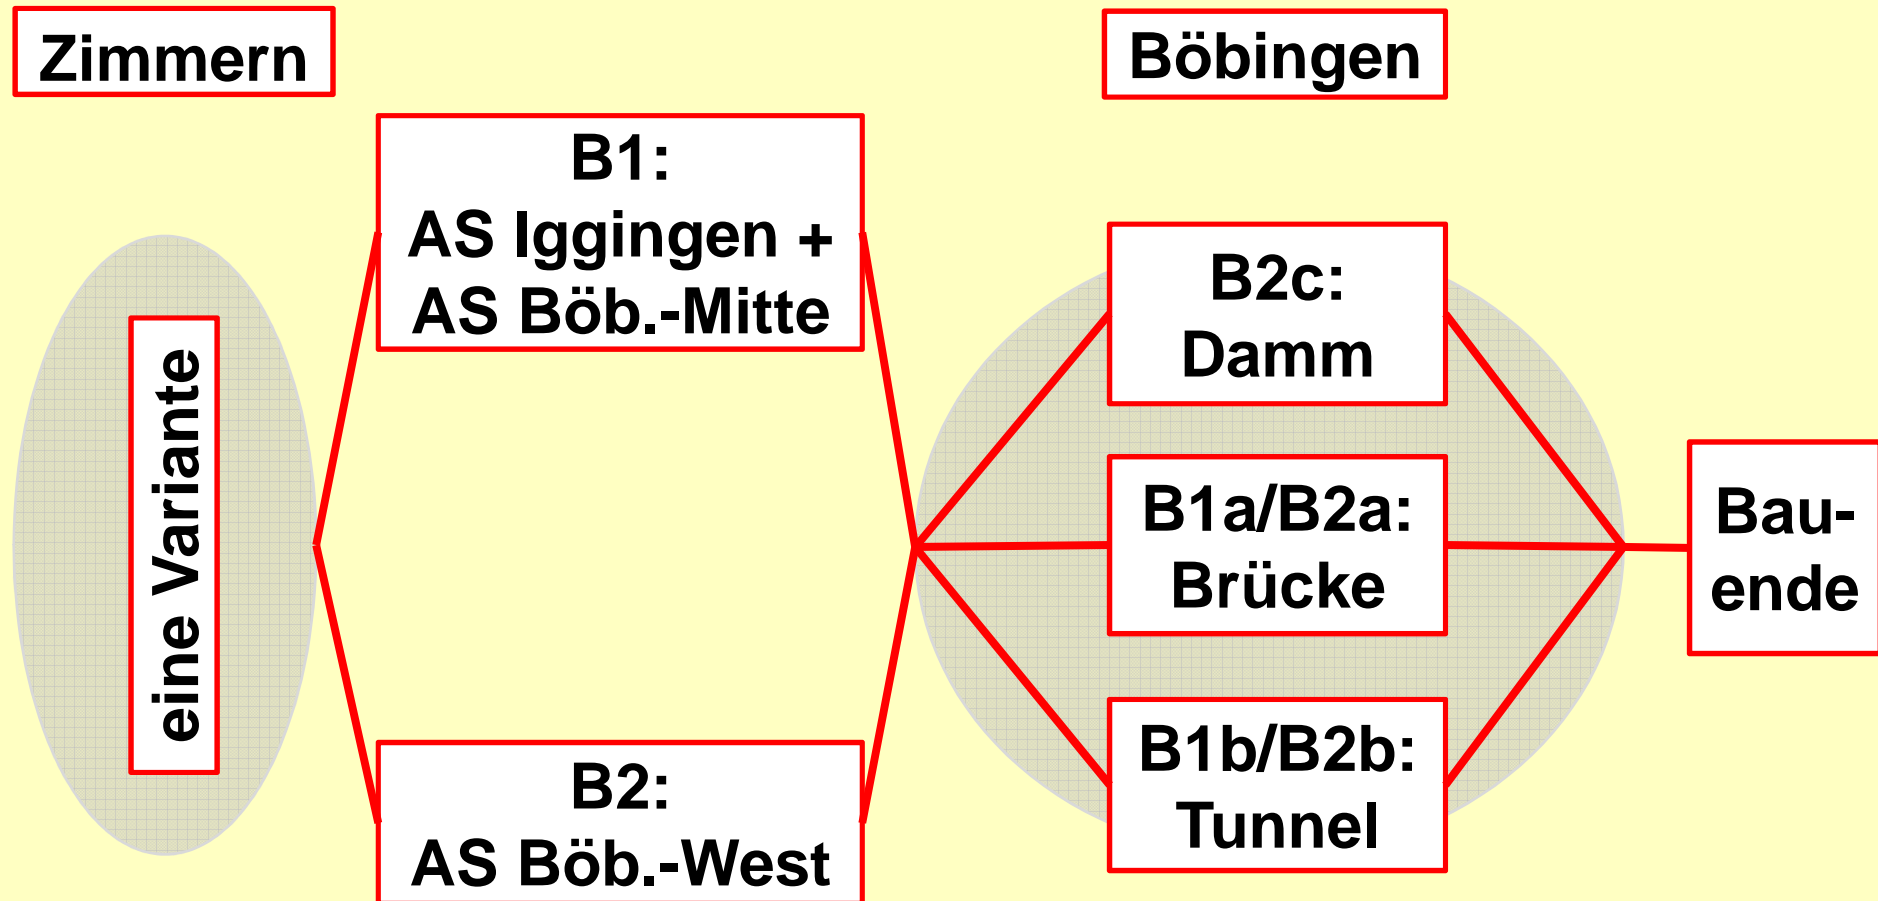 Zimmern
Böbingen
eine Variante
B1:
AS Iggingen +
AS Böb.-Mitte
B2:
AS Böb.-West
B2c:
Damm
B1a/B2a:
Brücke
B1b/B2b:
Tunnel
Bau-
ende